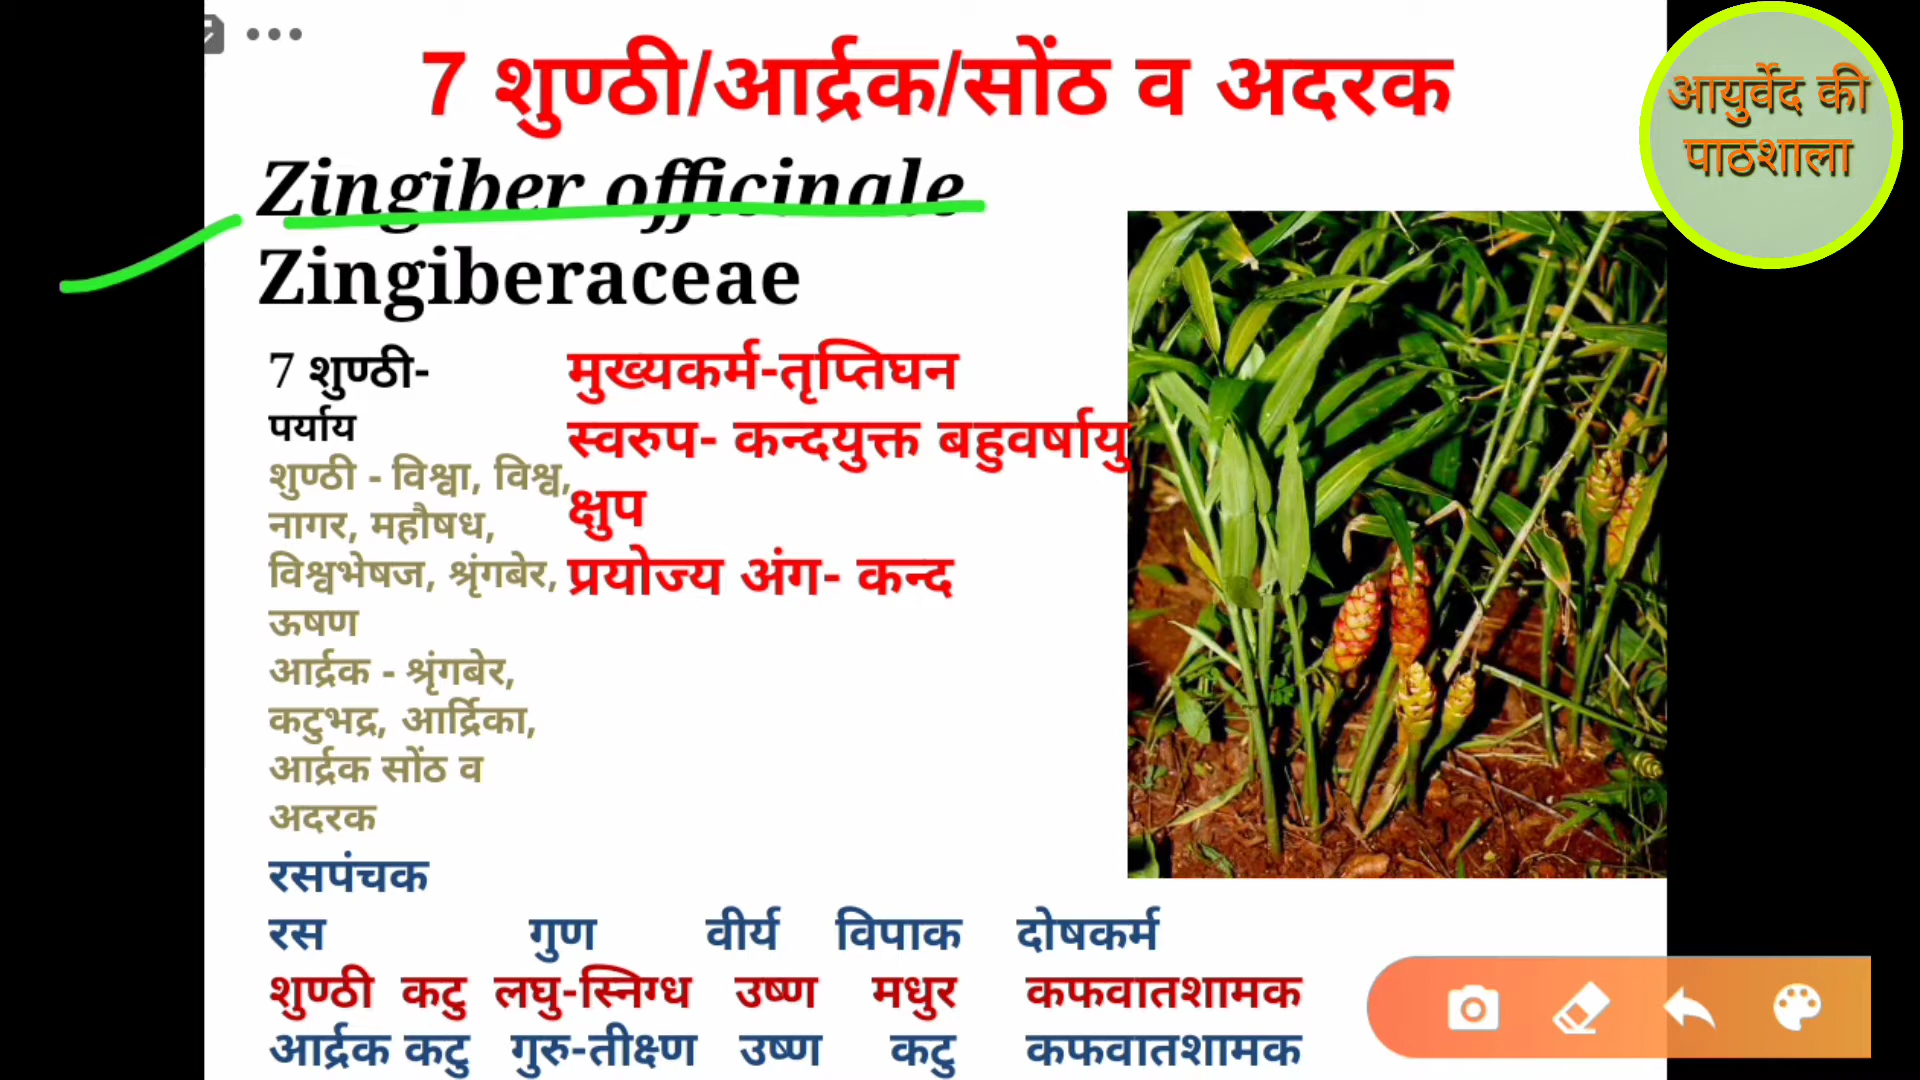 7 शुण्ठी/आर्द्रक/सोंठ व अदरक
आयुर्वेद की
पाठशाला
Zingiber officinale
Zingiberaceae
7 शुण्ठी-
पर्याय
शुण्ठी - विश्वा, विश्व,
नागर, महौषध,
विश्वभेषज, श्रृंगबेर,
ऊषण
आर्द्रक - श्रृंगबेर,
कटुभद्र, आर्द्रिका,
आर्द्रक सोंठ व
अदरक
मुख्यकर्म-तृप्तिघन
स्वरुप- कन्दयुक्त बहुवर्षायु
क्षुप
प्रयोज्य अंग- कन्द
रसपंचक
रस गुण वीर्य विपाक दोषकर्म
शुण्ठी कटु लघु-स्निग्ध उष्ण मधुर कफवातशामक
आर्द्रक कटु गुरु-तीक्ष्ण उष्ण कटु कफवातशामक